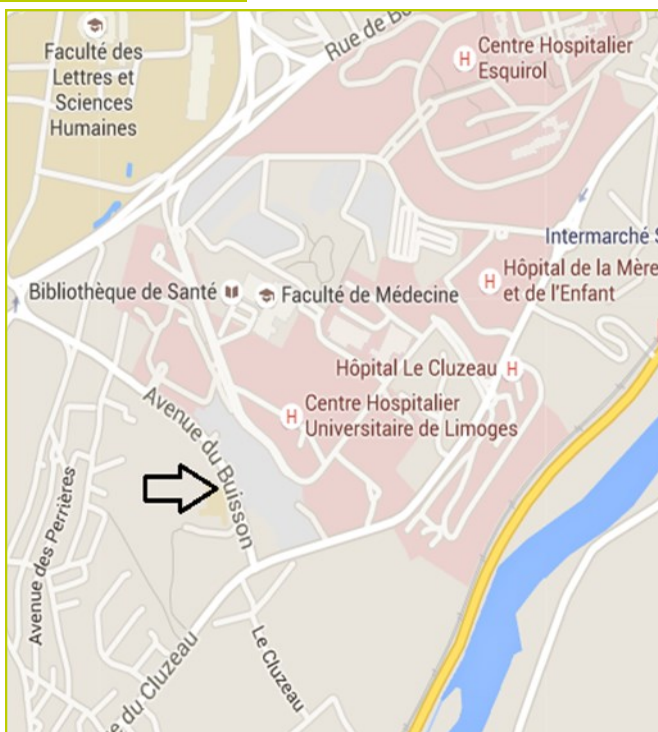 Faculté des
Lettres et
Sciences
Humaines
Rue de B
H Centre Hospitalier
Esquirol
Intermarché S
Bibliothèque de Santé
Faculté de Médecine
H Hôpital de la Mère
et de l'Enfant
Hôpital Le Cluzeau H
H Centre Hospitalier
Universitaire de Limoges
Avenue du Buisson
Avenue des Perrières
e du Cluzeau
Le Cluzeau